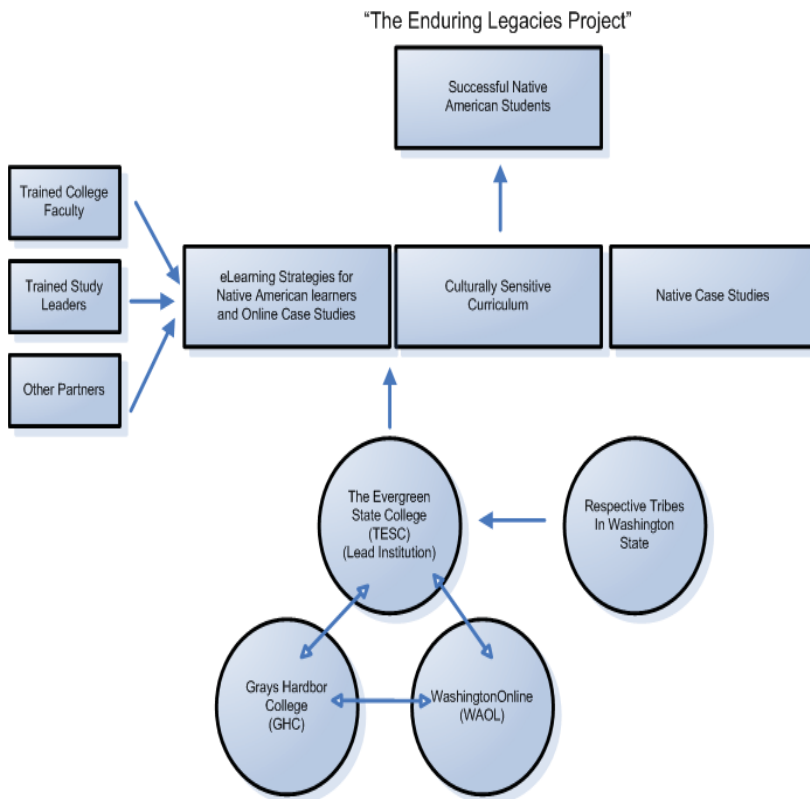 “The Enduring Legacies Project”
Successful Native
American Students
Trained College
Faculty
Trained Study
Leaders
Other Partners
eLearning Strategies for
Native American learners
and Online Case Studies
Culturally Sensitive
Curriculum
Native Case Studies
The Evergreen
State College
(TESC)
(Lead Institution)
Respective Tribes
In Washington
State
Grays Hardbor
College
(GHC)
WashingtonOnline
(WAOL)